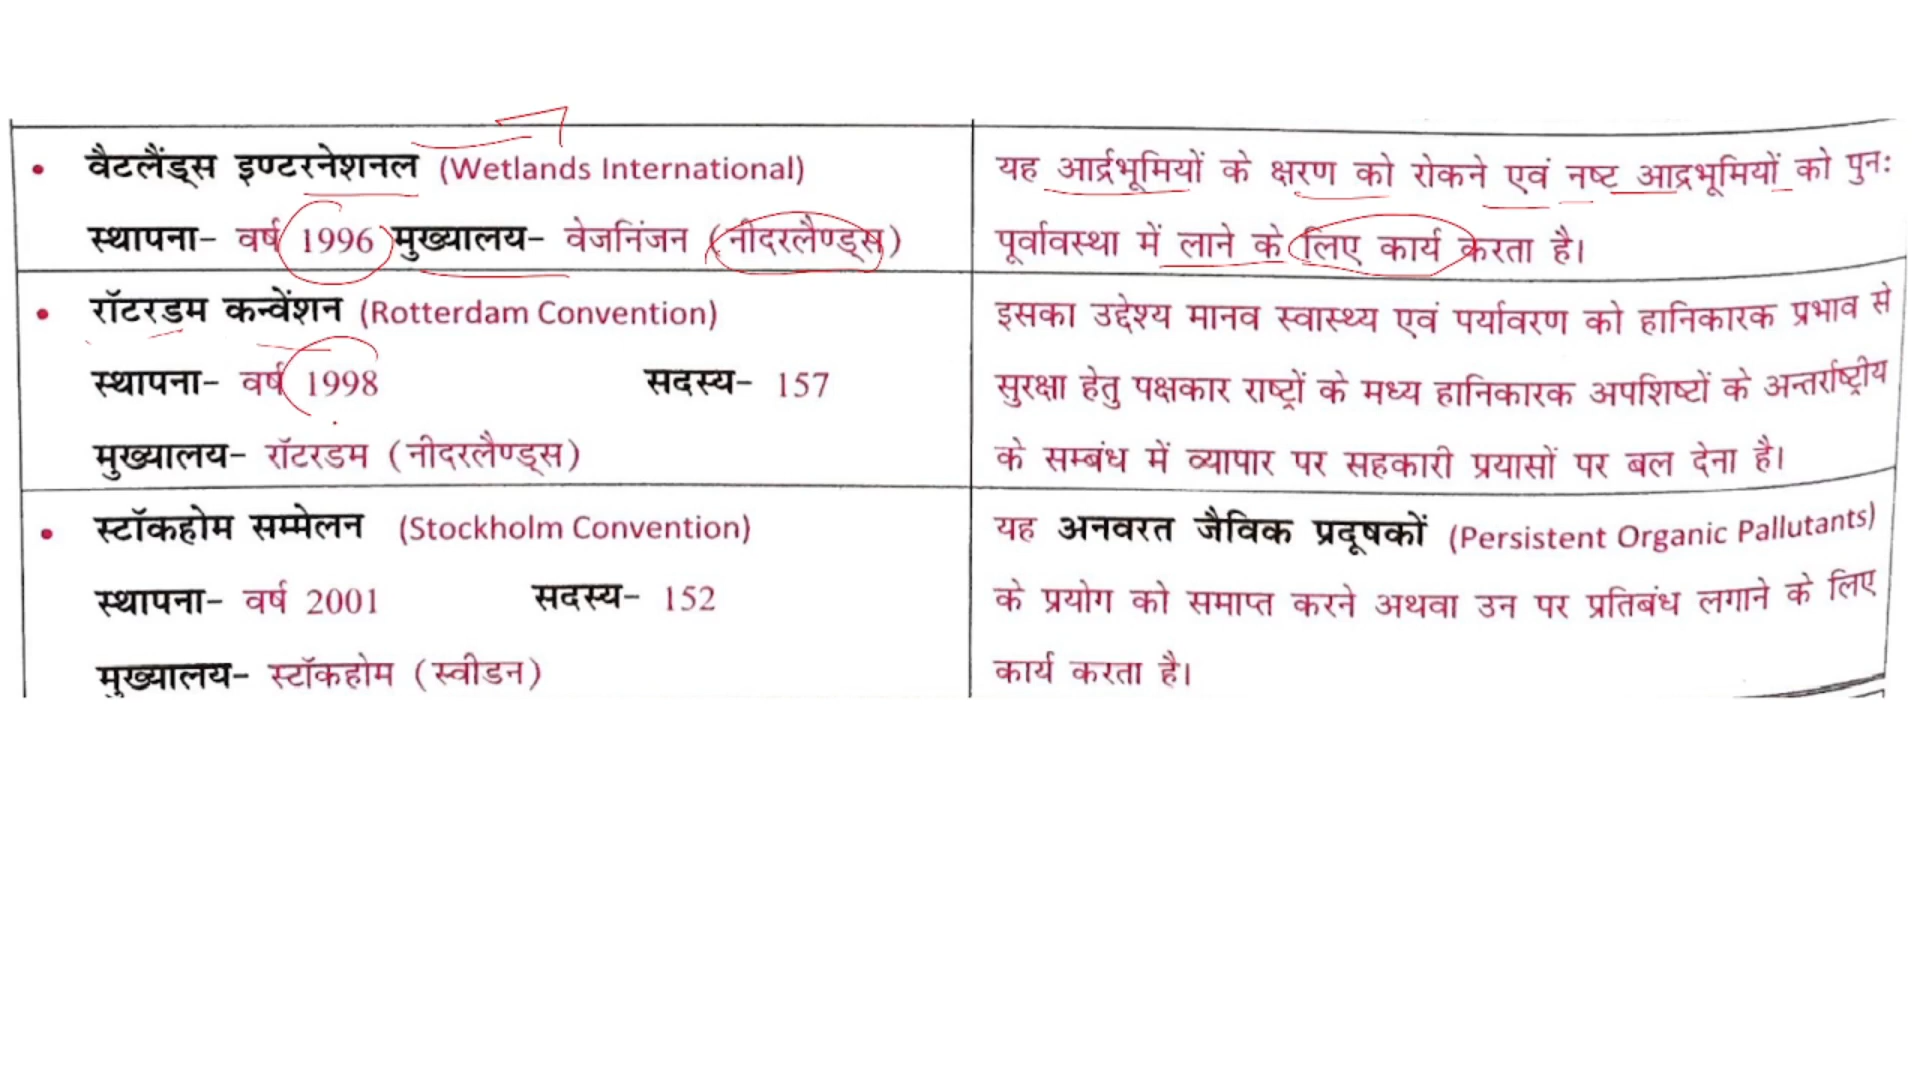 • वैटलैंड्स इण्टरनेशनल (Wetlands International)
स्थापना- वर्ष 1996 मुख्यालय- वेजनिंजन (नीदरलैण्ड्स)
यह आर्द्रभूमियों के क्षरण को रोकने एवं नष्ट आद्रभूमियों को पुनः
पूर्वावस्था में लाने के लिए कार्य करता है।
• रॉटरडम कन्वेंशन (Rotterdam Convention)
स्थापना- वर्ष 1998 सदस्य- 157
मुख्यालय- रॉटरडम (नीदरलैण्ड्स)
इसका उद्देश्य मानव स्वास्थ्य एवं पर्यावरण को हानिकारक प्रभाव से
सुरक्षा हेतु पक्षकार राष्ट्रों के मध्य हानिकारक अपशिष्टों के अन्तर्राष्ट्रीय
के सम्बंध में व्यापार पर सहकारी प्रयासों पर बल देना है।
• स्टॉकहोम सम्मेलन (Stockholm Convention)
स्थापना- वर्ष 2001 सदस्य- 152
मुख्यालय- स्टॉकहोम (स्वीडन)
यह अनवरत जैविक प्रदूषकों (Persistent Organic Pallutants)
के प्रयोग को समाप्त करने अथवा उन पर प्रतिबंध लगाने के लिए
कार्य करता है।